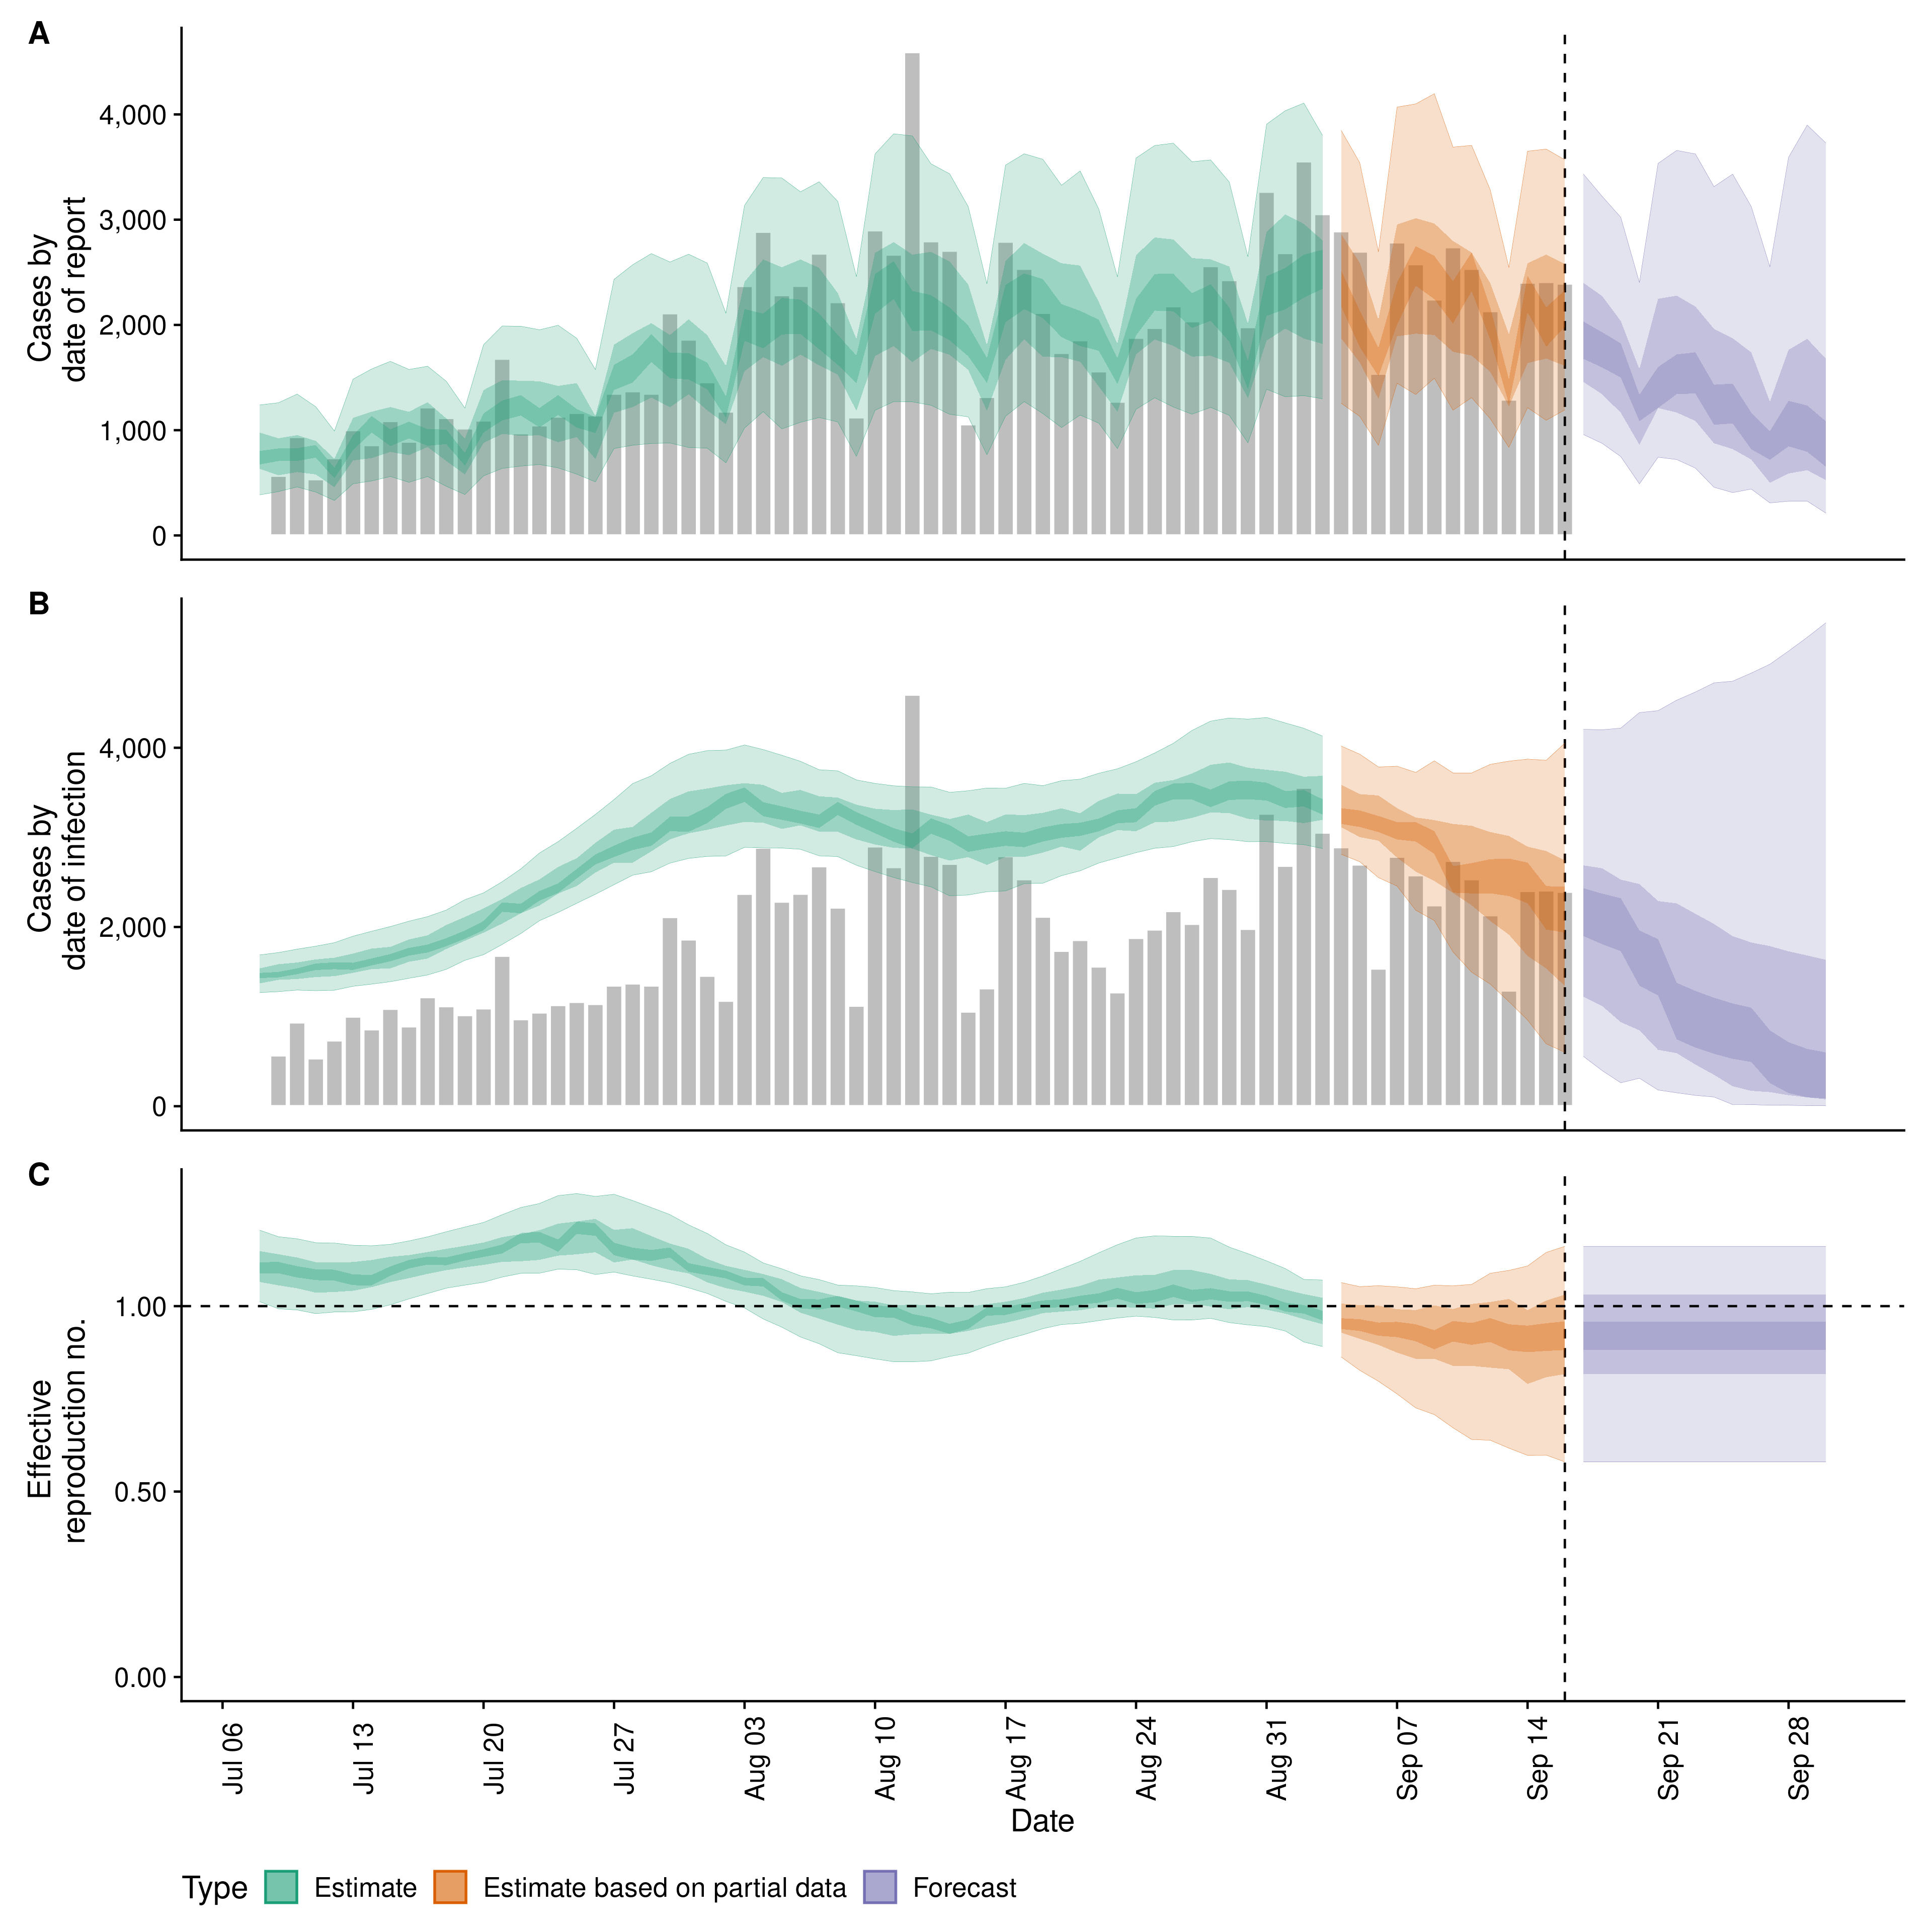 A
Cases by
date of report
4,000
3,000
2,000
1,000
0
B
Cases by
date of infection
4,000
2,000
0
C
Effective
reproduction no.
1.00
0.50
0.00
Jul 06
Jul 13
Jul 20
Jul 27
Aug 03
Aug 10
Aug 17
Aug 24
Aug 31
Sep 07
Sep 14
Sep 21
Sep 28
Date
Type
Estimate
Estimate based on partial data
Forecast